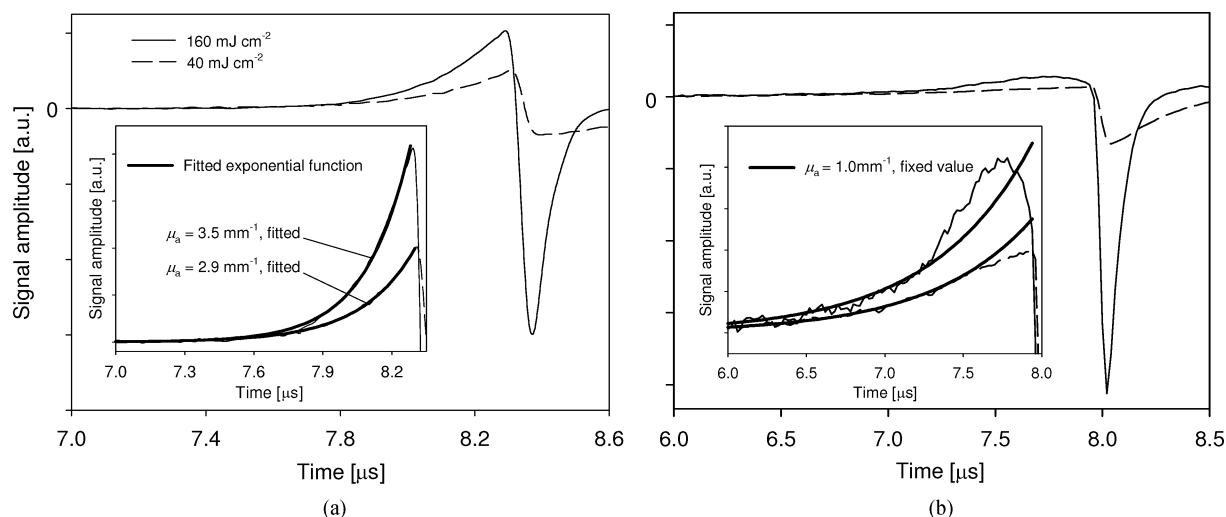 160 mJ cm⁻²
40 mJ cm⁻²
Signal amplitude [a.u.]
0
Signal amplitude [a.u.]
Fitted exponential function
μa = 3.5 mm⁻¹, fitted
μa = 2.9 mm⁻¹, fitted
7.0 7.3 7.6 7.9 8.2
Time [μs]
7.0 7.4 7.8 8.2 8.6
Time [μs]
(a)
Signal amplitude [a.u.]
0
Signal amplitude [a.u.]
μa = 1.0mm⁻¹, fixed value
6.0 6.5 7.0 7.5 8.0
Time [μs]
6.0 6.5 7.0 7.5 8.0 8.5
Time [μs]
(b)